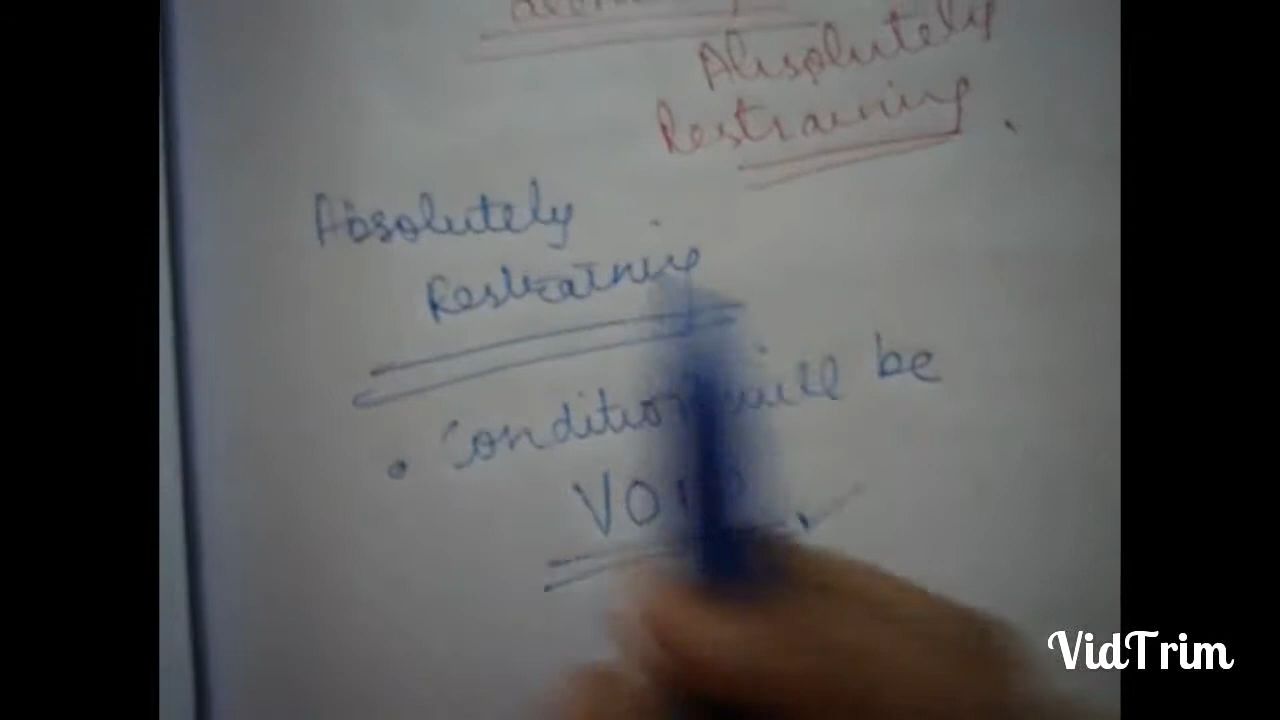 Absolutely
Restraining
Absolutely
Restraining
• Condition will be
VOID
VidTrim